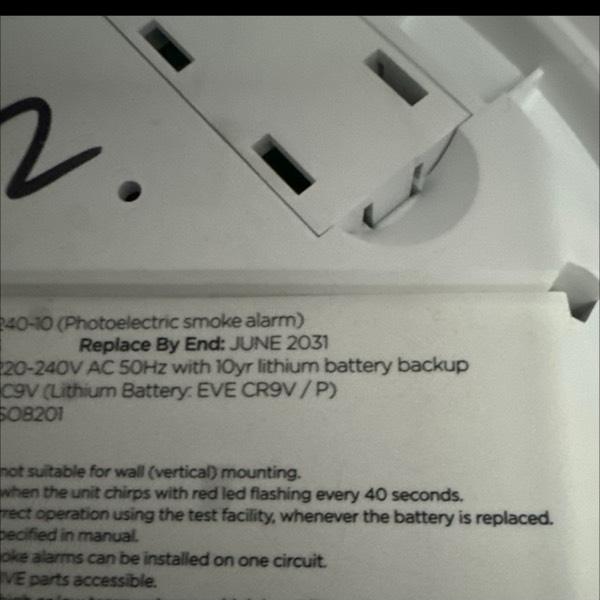 2.
240-10 (Photoelectric smoke alarm)
Replace By End: JUNE 2031
220-240V AC 50Hz with 10yr lithium battery backup
C9V (Lithium Battery: EVE CR9V / P)
SO8201
not suitable for wall (vertical) mounting.
when the unit chirps with red led flashing every 40 seconds.
rrect operation using the test facility, whenever the battery is replaced.
pecified in manual.
oke alarms can be installed on one circuit.
IVE parts accessible.